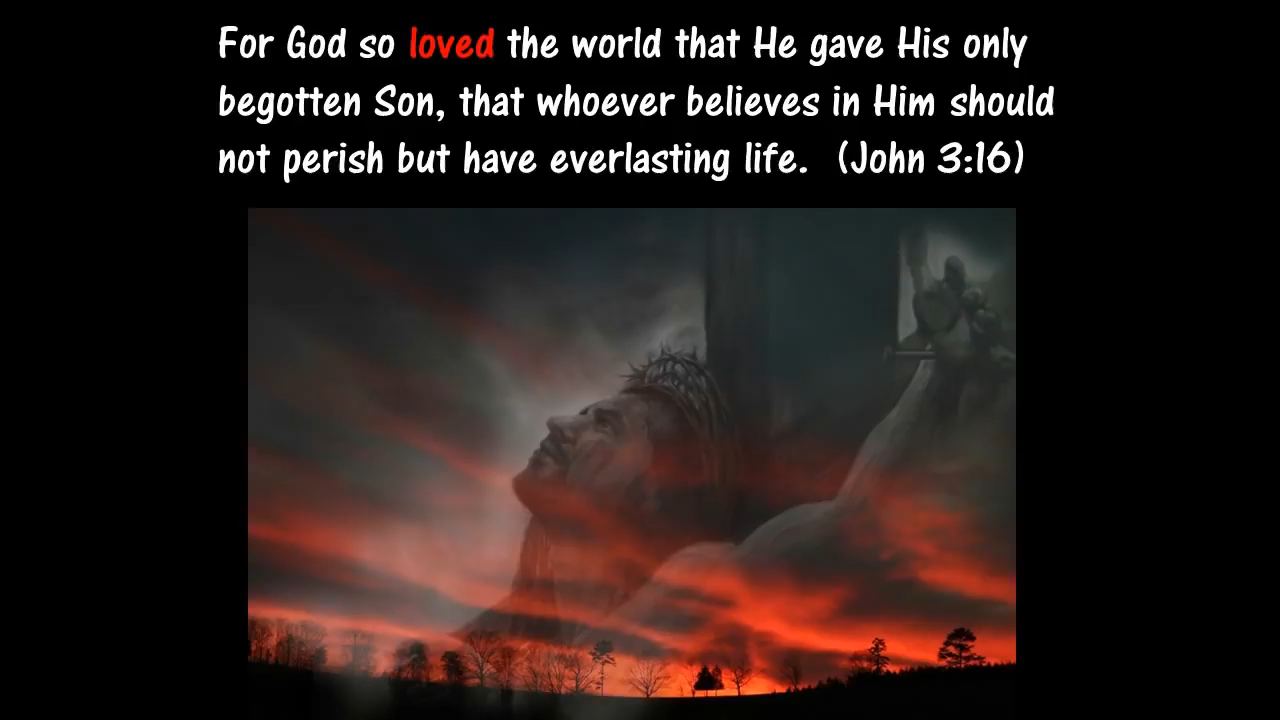 For God so loved the world that He gave His only
begotten Son, that whoever believes in Him should
not perish but have everlasting life.  (John 3:16)